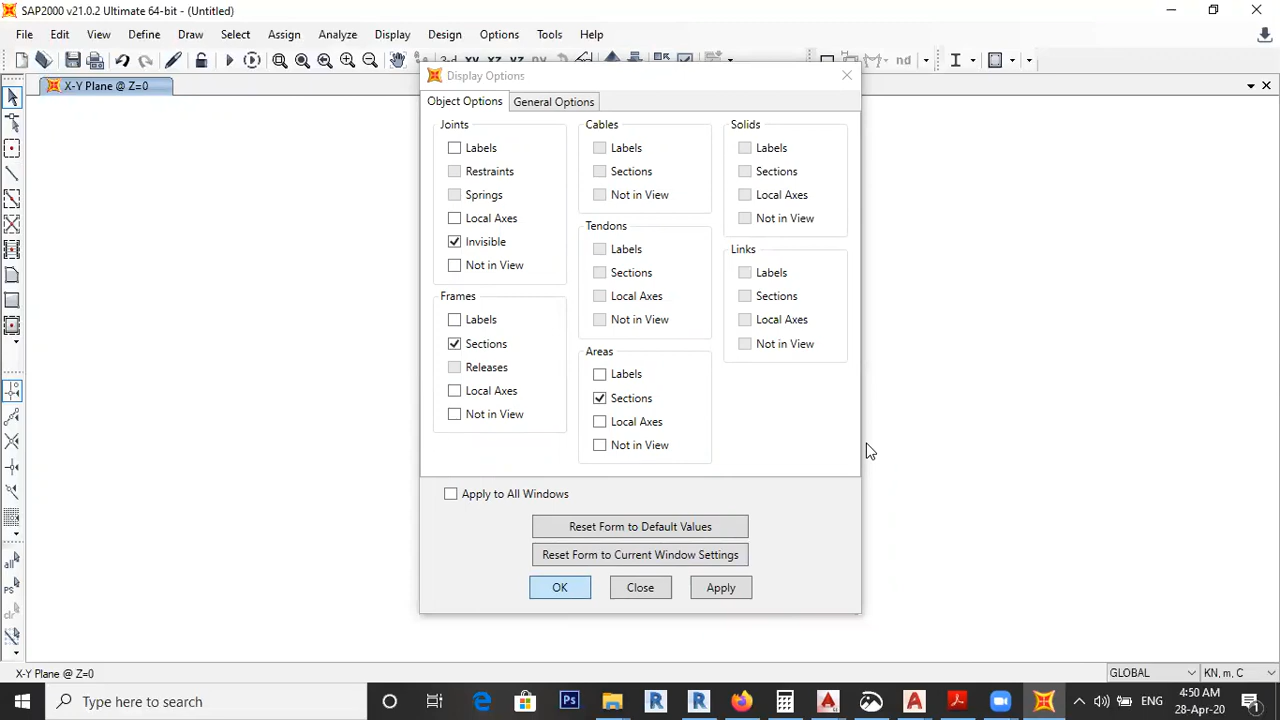 SAP2000 v21.0.2 Ultimate 64-bit - (Untitled)
File Edit View Define Draw Select Assign Analyze Display Design Options Tools Help
nd
X-Y Plane @ Z=0
Display Options
Object Options General Options
Joints
Labels
Restraints
Springs
Local Axes
Invisible
Not in View
Frames
Labels
Sections
Releases
Local Axes
Not in View
Cables
Labels
Sections
Not in View
Tendons
Labels
Sections
Local Axes
Not in View
Areas
Labels
Sections
Local Axes
Not in View
Solids
Labels
Sections
Local Axes
Not in View
Links
Labels
Sections
Local Axes
Not in View
Apply to All Windows
Reset Form to Default Values
Reset Form to Current Window Settings
OK Close Apply
all
PS
clr
X-Y Plane @ Z=0
GLOBAL KN, m, C
Type here to search
ENG
4:50 AM
28-Apr-20